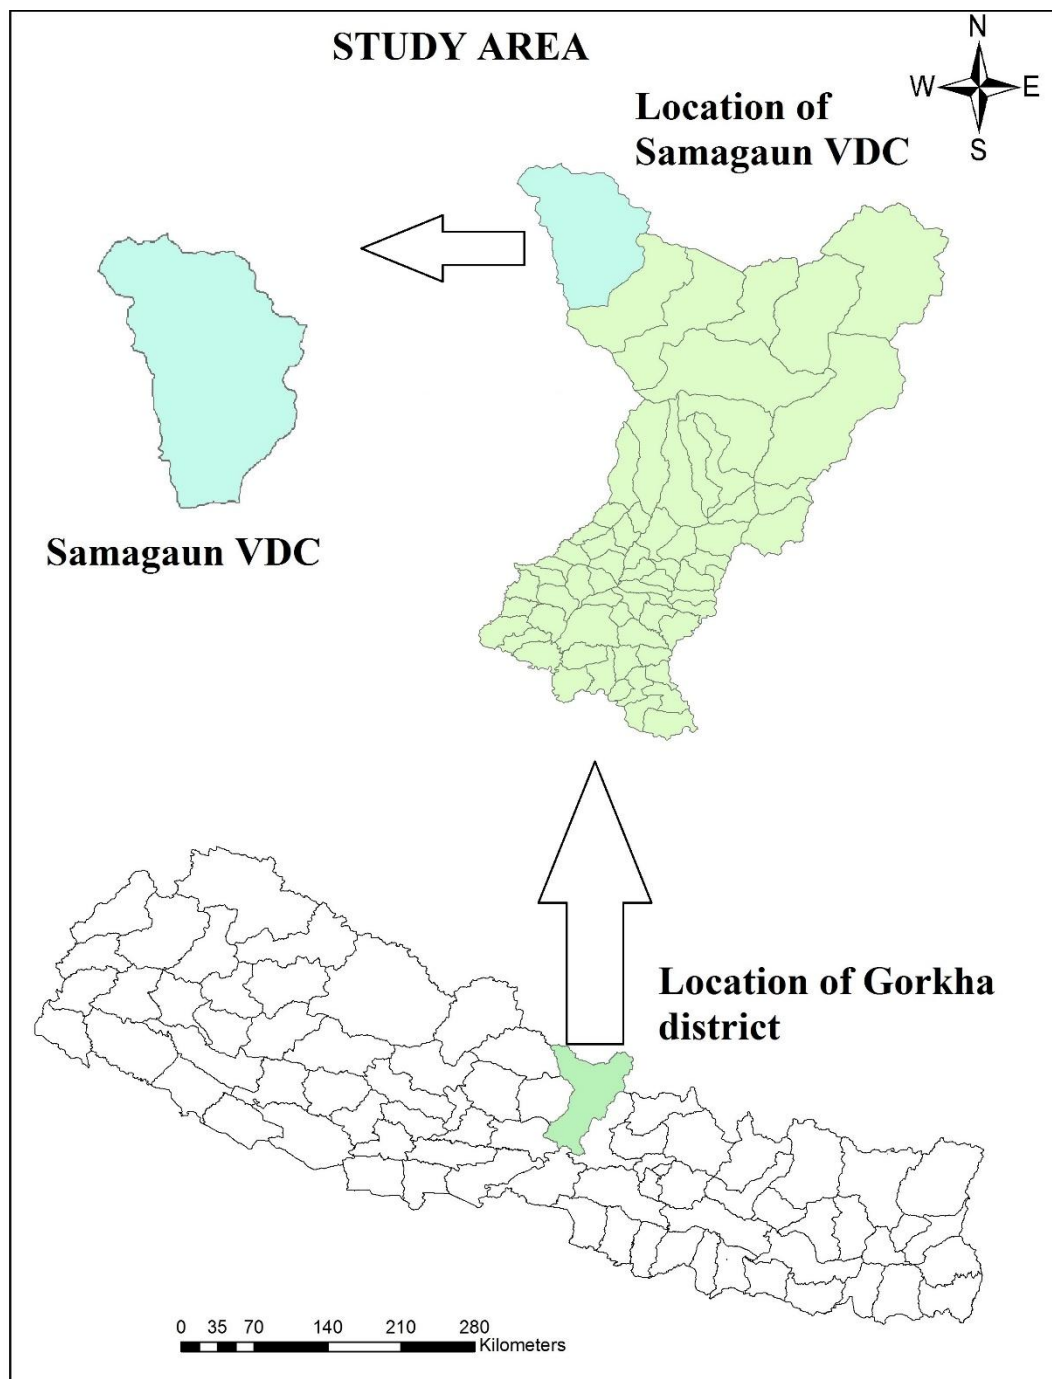 STUDY AREA
N
W E
S
Location of
Samagaun VDC
Samagaun VDC
Location of Gorkha
district
0 35 70 140 210 280
Kilometers